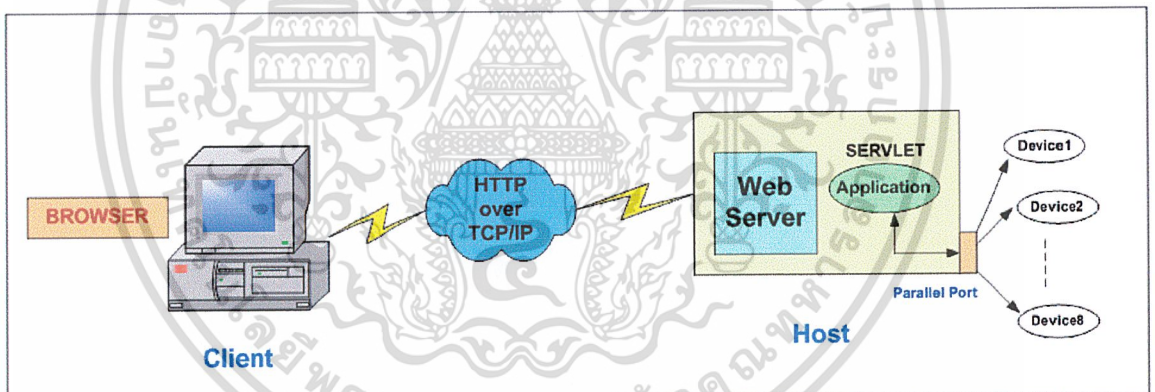 BROWSER
Client
HTTP
over
TCP/IP
Web
Server
SERVLET
Application
Parallel Port
Host
Device1
Device2
Device8